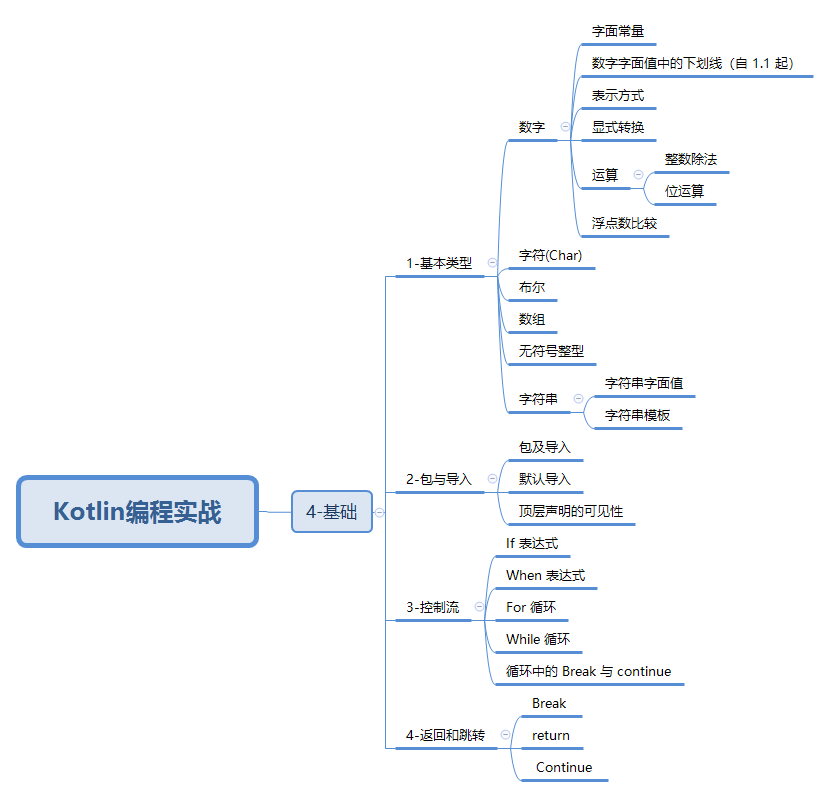 Kotlin编程实战
4-基础
1-基本类型
数字
字面常量
数字字面值中的下划线（自 1.1 起）
表示方式
显式转换
运算
整数除法
位运算
浮点数比较
字符(Char)
布尔
数组
无符号整型
字符串
字符串字面值
字符串模板
2-包与导入
包及导入
默认导入
顶层声明的可见性
3-控制流
If 表达式
When 表达式
For 循环
While 循环
循环中的 Break 与 continue
4-返回和跳转
Break
return
Continue